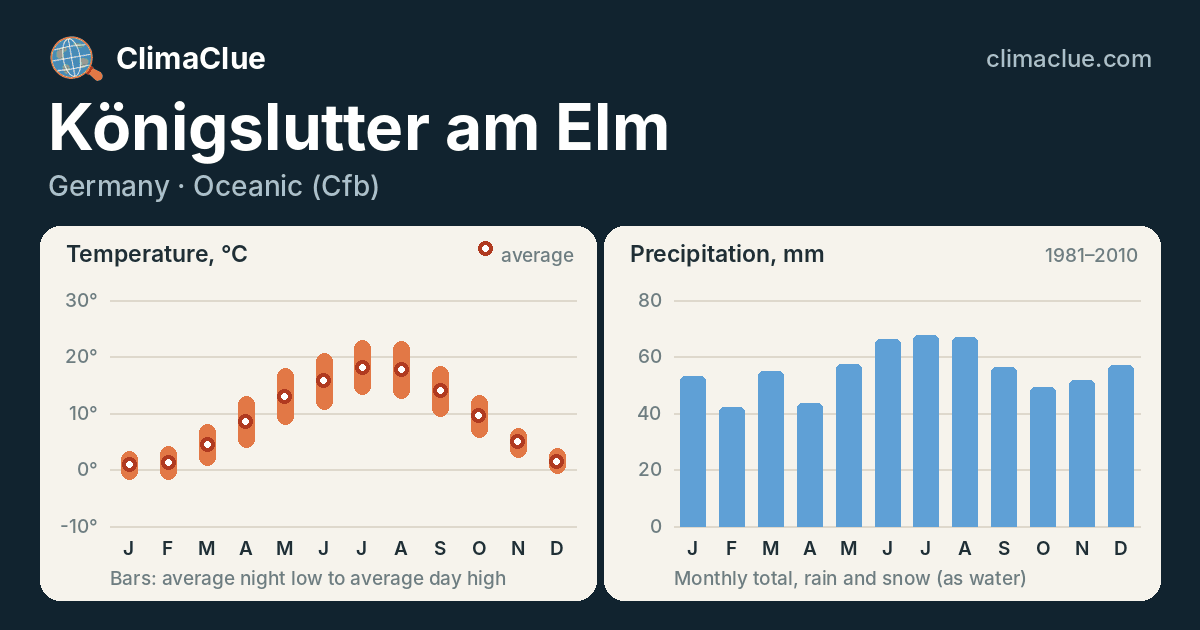 ClimaClue
climaclue.com
Königslutter am Elm
Germany · Oceanic (Cfb)
Temperature, °C
average
30°
20°
10°
0°
-10°
J F M A M J J A S O N D
Bars: average night low to average day high
Precipitation, mm
1981–2010
80
60
40
20
0
J F M A M J J A S O N D
Monthly total, rain and snow (as water)